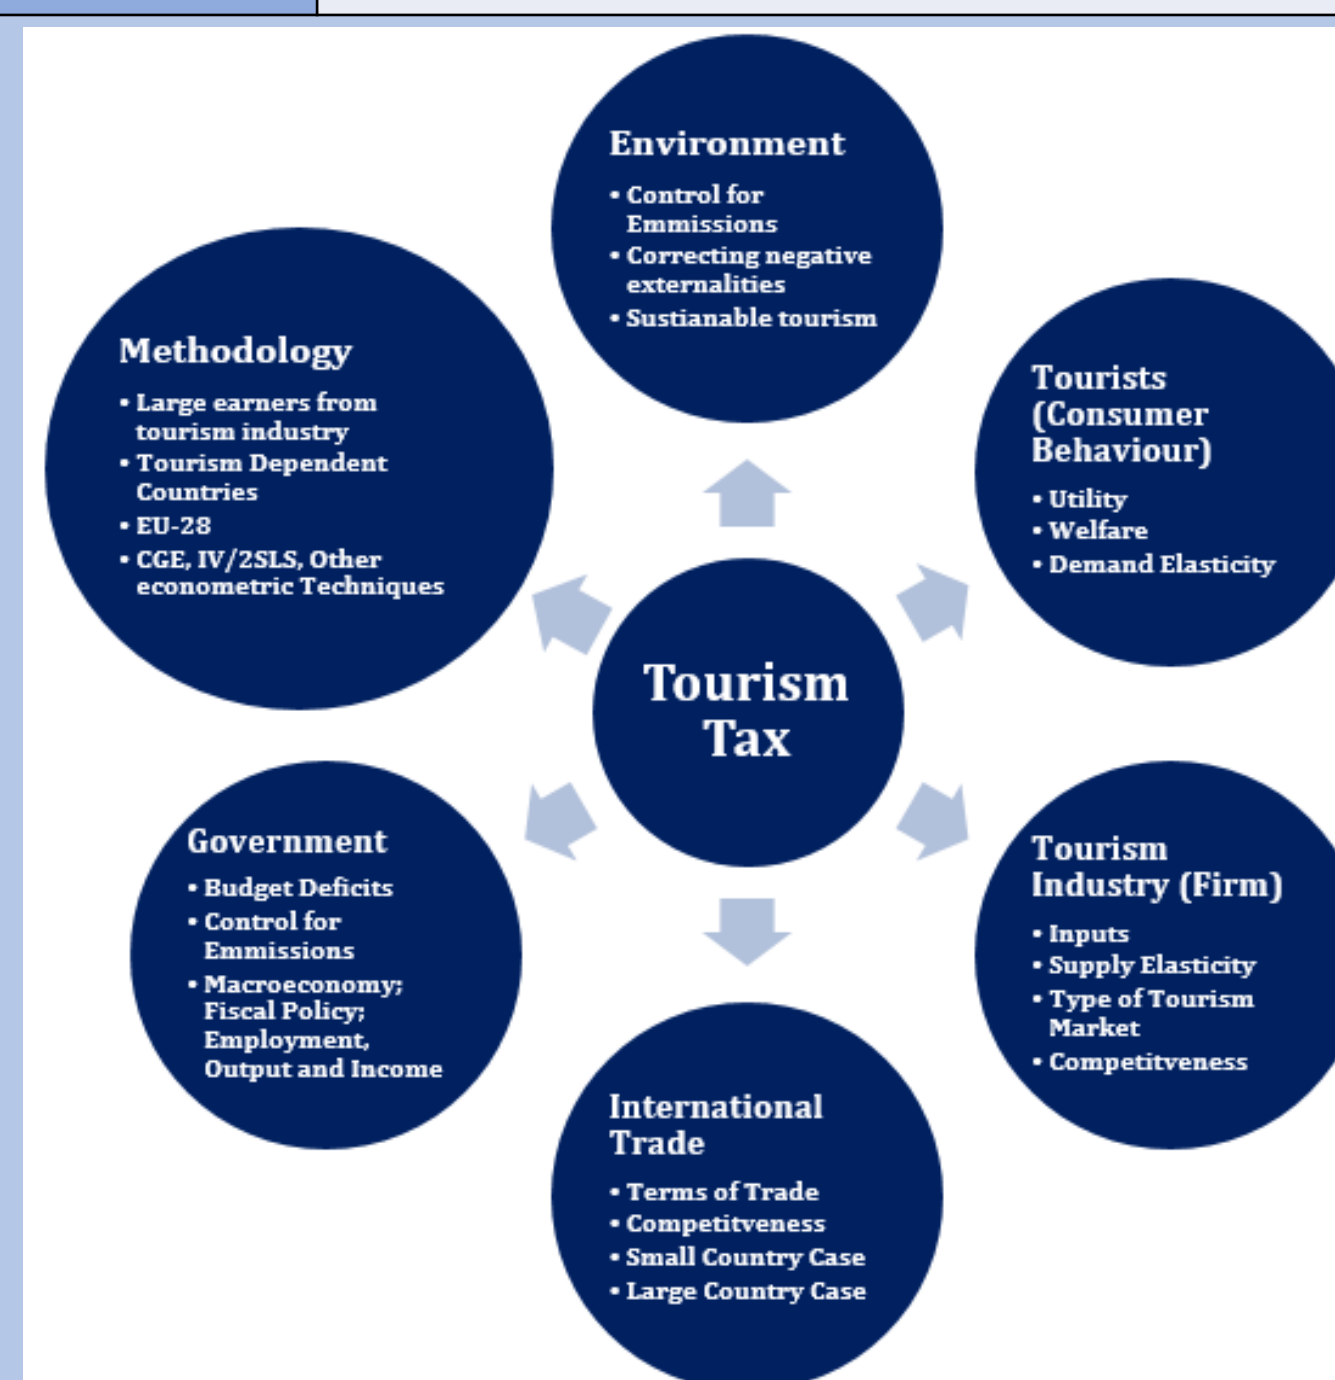 Environment
• Control for
Emmissions
• Correcting negative
externalities
• Sustianable tourism
Methodology
• Large earners from
tourism industry
• Tourism Dependent
Countries
• EU-28
• CGE, IV/2SLS, Other
econometric Techniques
Tourists
(Consumer
Behaviour)
• Utility
• Welfare
• Demand Elasticity
Tourism
Tax
Government
• Budget Deficits
• Control for
Emmissions
• Macroeconomy;
Fiscal Policy;
Employment,
Output and Income
Tourism
Industry (Firm)
• Inputs
• Supply Elasticity
• Type of Tourism
Market
• Competitveness
International
Trade
• Terms of Trade
• Competitveness
• Small Country Case
• Large Country Case